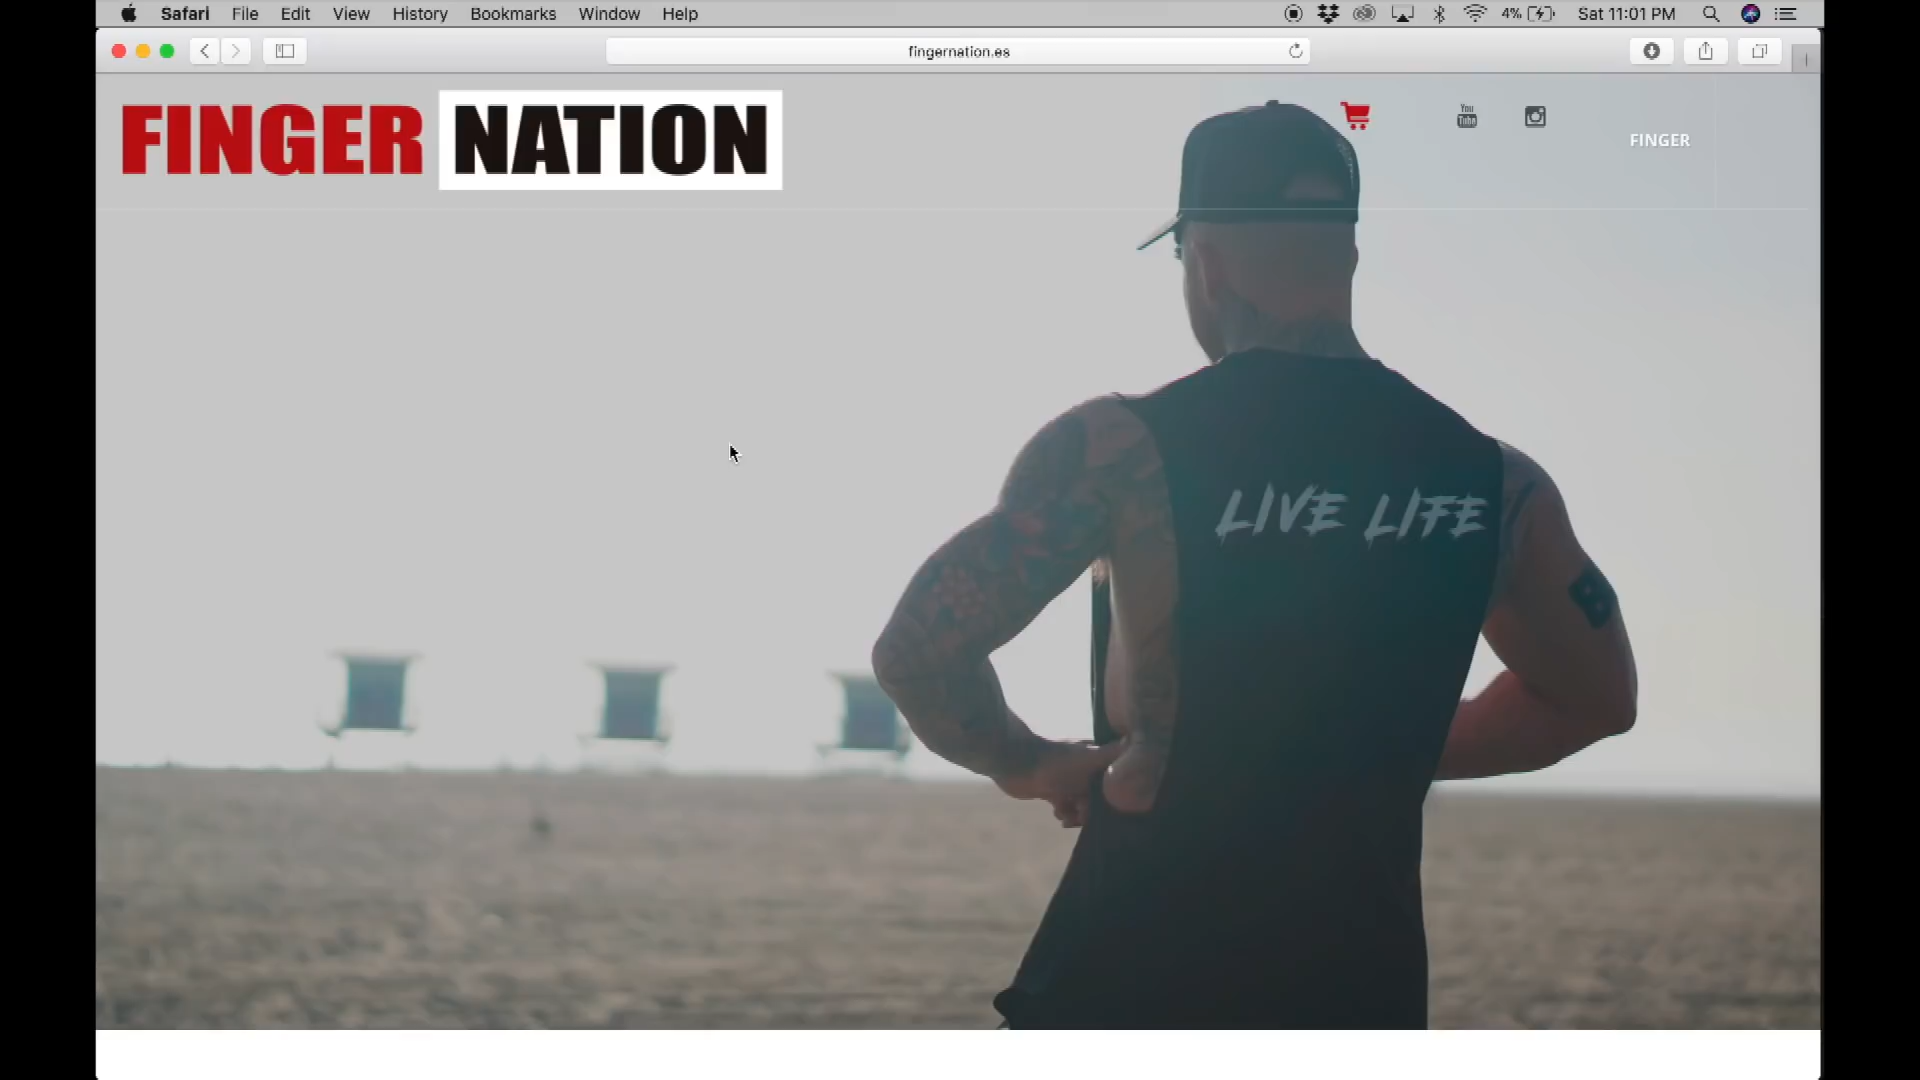 Safari File Edit View History Bookmarks Window Help 4% Sat 11:01 PM
fingernation.es
FINGER NATION
You Tube
FINGER
LIVE LIFE